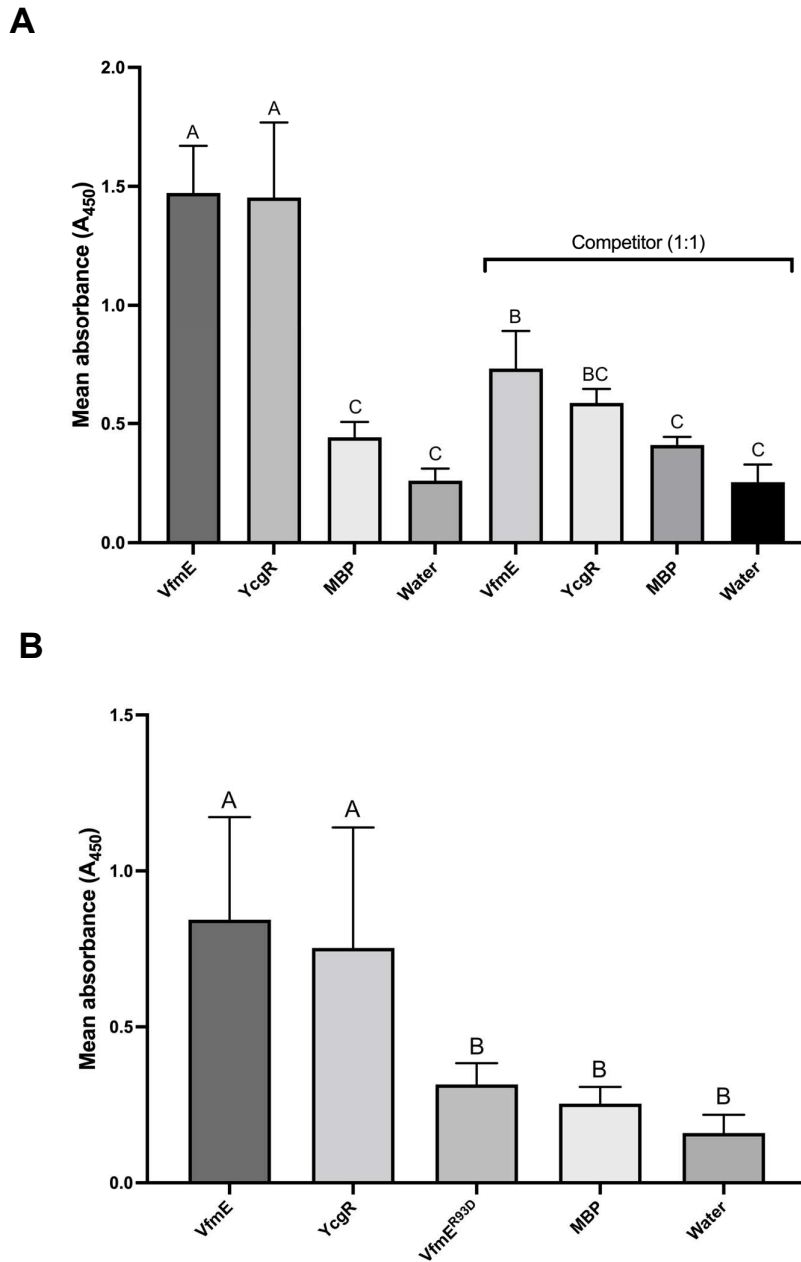 A
Mean absorbance (A450)
2.0
1.5
1.0
0.5
0.0
A
A
C
C
Competitor (1:1)
B
BC
C
C
VfmE
YcgR
MBP
Water
VfmE
YcgR
MBP
Water
B
Mean absorbance (A450)
1.5
1.0
0.5
0.0
A
A
B
B
B
VfmE
YcgR
VfmER93D
MBP
Water